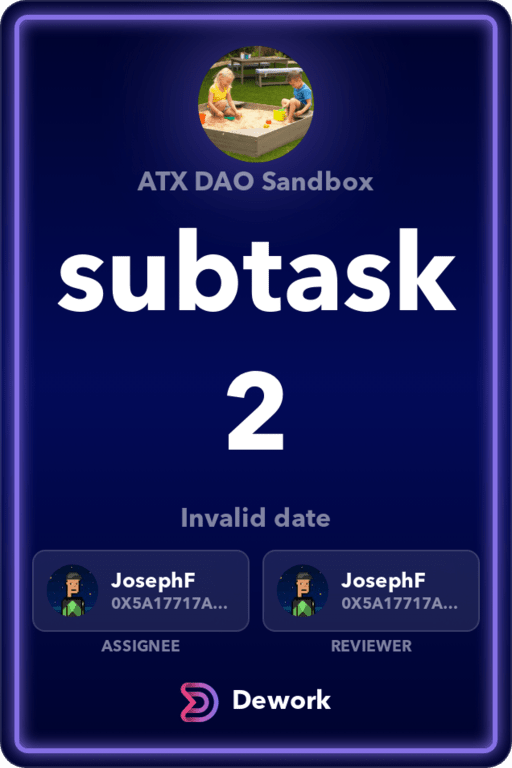 ATX DAO Sandbox
subtask
2
Invalid date
JosephF
0X5A17717A...
ASSIGNEE
JosephF
0X5A17717A...
REVIEWER
Dework